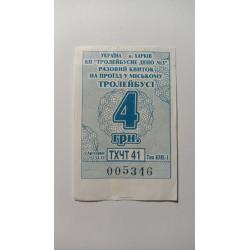 УКРАЇНА м. ХАРКІВ
КП "ТРОЛЕЙБУСНЕ ДЕПО №3"
РАЗОВИЙ КВИТОК
НА ПРОЇЗД У МІСЬКОМУ
ТРОЛЕЙБУСІ
4
ГРН.
ТХЧТ 41
005316